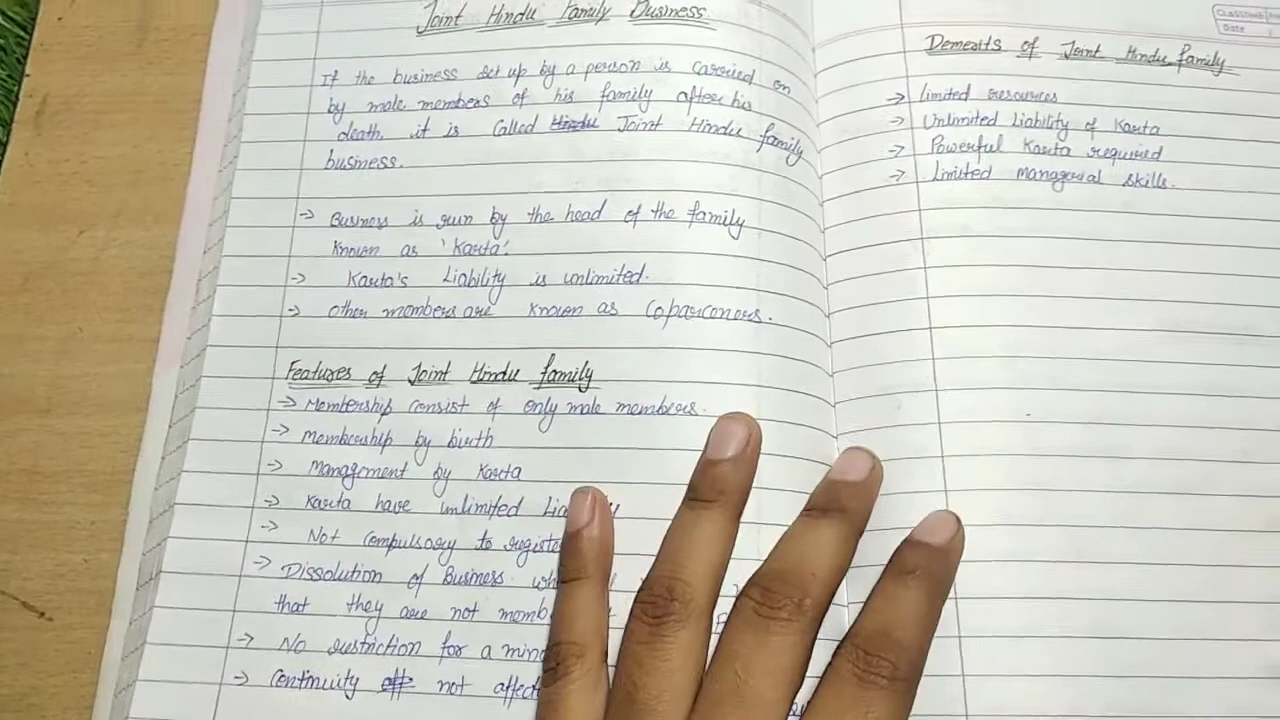 Joint Hindu Family Business
If the business set up by a person is carried on
by male members of his family after his
death, it is called Hindu Joint Hindu family
business.
→ Business is run by the head of the family
known as 'Karta'.
→ Karta's Liability is unlimited.
→ Other members are known as Coparceners.
Features of Joint Hindu family
→ Membership consist of only male members.
→ Membership by birth
→ Management by Karta
→ Karta have unlimited
→ Not compulsory to
→ Dissolution of Business
that they are not
→ No restriction for a
→ Continuity not
Demerits of Joint Hindu family
→ Limited resources
→ Unlimited Liability of Karta
→ Powerful Karta required
→ Limited managerial skills.
Date